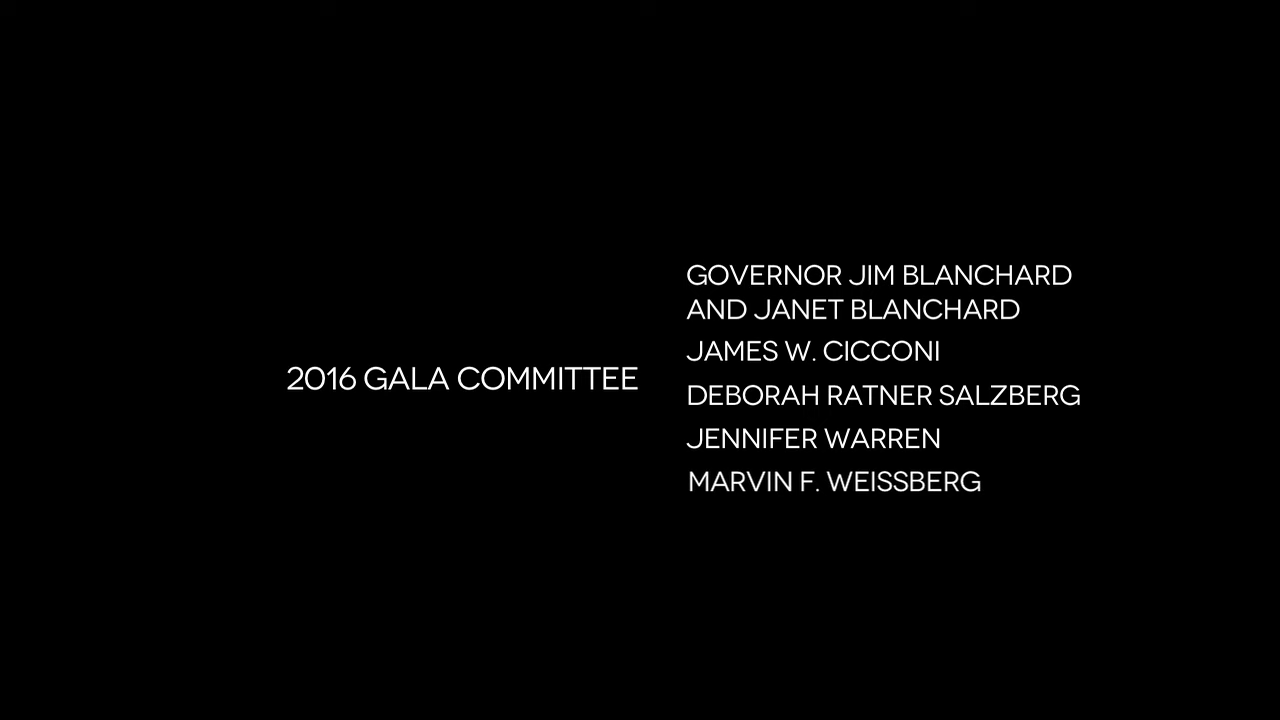 2016 GALA COMMITTEE
GOVERNOR JIM BLANCHARD
AND JANET BLANCHARD
JAMES W. CICCONI
DEBORAH RATNER SALZBERG
JENNIFER WARREN
MARVIN F. WEISSBERG